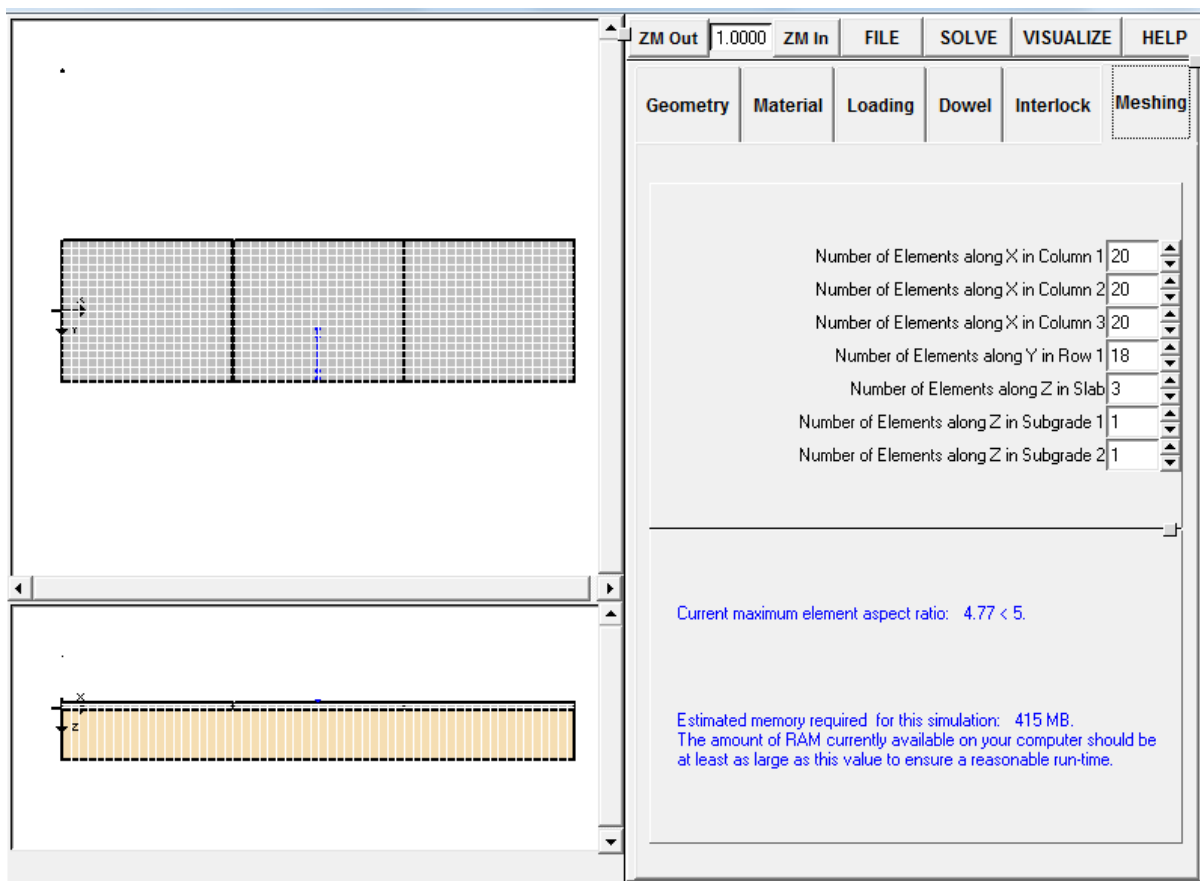 ZM Out 1.0000 ZM In FILE SOLVE VISUALIZE HELP
Geometry Material Loading Dowel Interlock Meshing
Number of Elements along X in Column 1 20
Number of Elements along X in Column 2 20
Number of Elements along X in Column 3 20
Number of Elements along Y in Row 1 18
Number of Elements along Z in Slab 3
Number of Elements along Z in Subgrade 1 1
Number of Elements along Z in Subgrade 2 1
Current maximum element aspect ratio: 4.77 < 5.
Estimated memory required for this simulation: 415 MB.
The amount of RAM currently available on your computer should be
at least as large as this value to ensure a reasonable run-time.
X
Y
X
Z